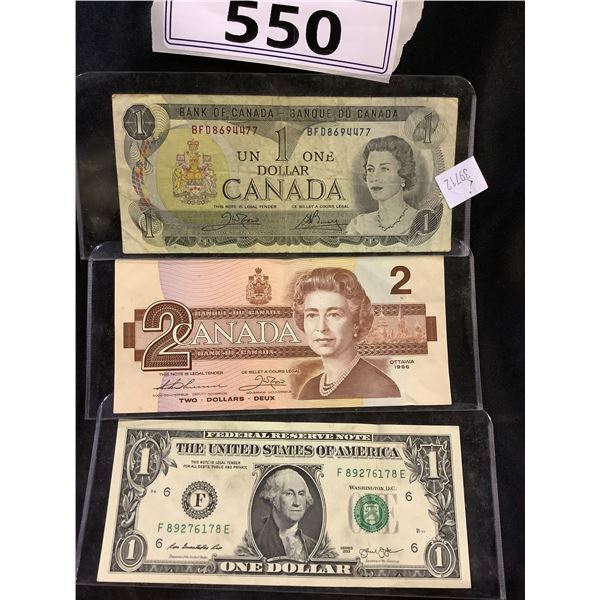 550
BANK OF CANADA - BANQUE DU CANADA
1 BFD8694477 BFD8694477 1
UN 1 ONE
DOLLAR
CANADA
THIS NOTE IS LEGAL TENDER CE BILLET A COURS LÉGAL
1 1
39712
2
BANQUE DU CANADA
2 CANADA
BANK OF CANADA
THIS NOTE IS LEGAL TENDER CE BILLET A COURS LÉGAL
OTTAWA
1986
TWO · DOLLARS · DEUX
FEDERAL RESERVE NOTE
THE UNITED STATES OF AMERICA
THIS NOTE IS LEGAL TENDER
FOR ALL DEBTS, PUBLIC AND PRIVATE
1 F 89276178 E 1
6 F WASHINGTON, D.C. 6
ONE
F 89276178 E
6 6
SERIES
2013
1 ONE DOLLAR 1